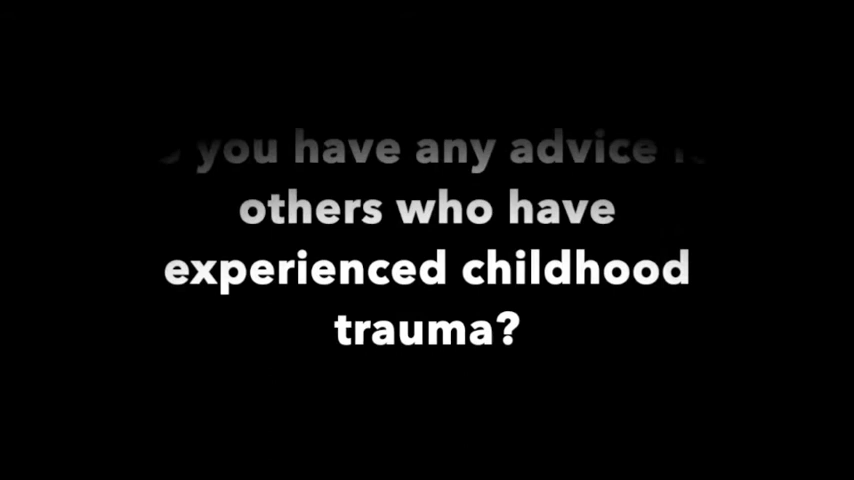 you have any advice
others who have
experienced childhood
trauma?